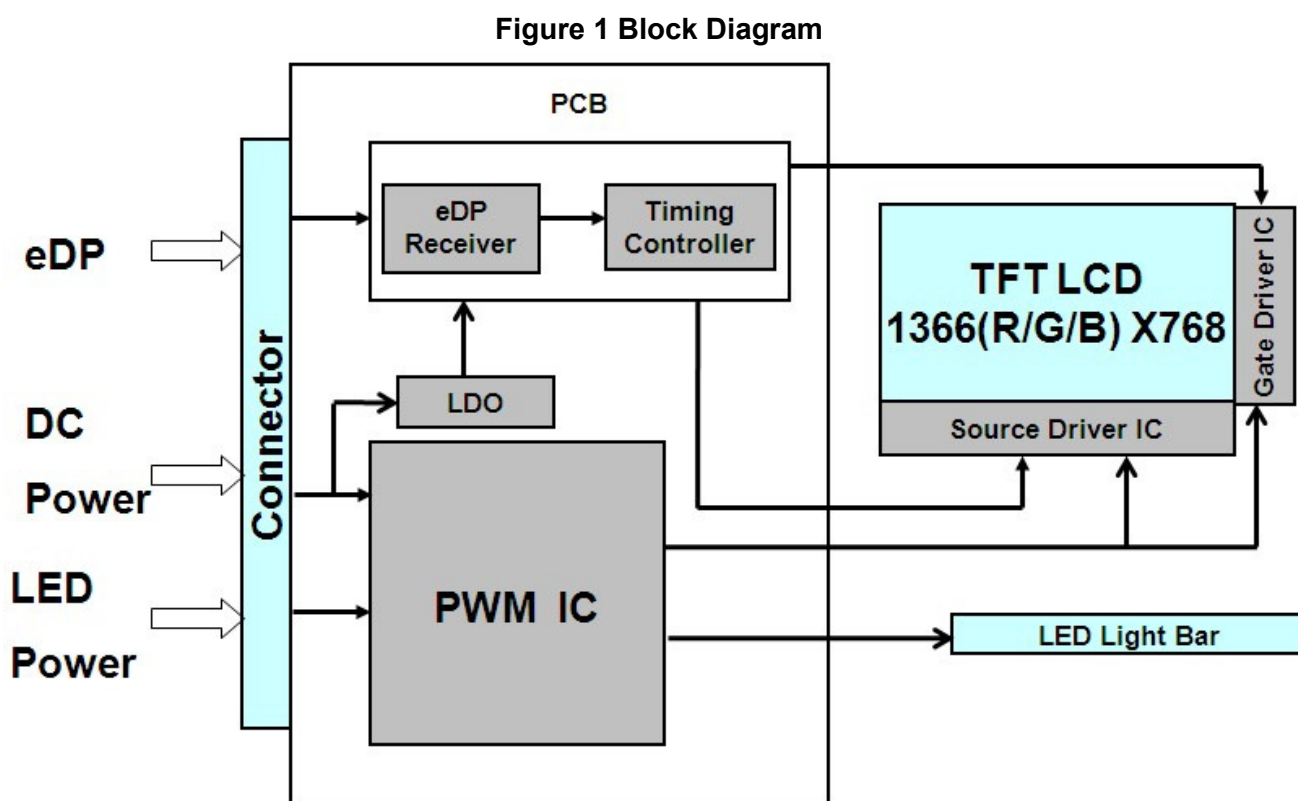 Figure 1 Block Diagram
PCB
eDP
Receiver
Timing
Controller
eDP
LDO
DC
Power
LED
Power
Connector
PWM IC
TFT LCD
1366(R/G/B) X768
Gate Driver IC
Source Driver IC
LED Light Bar